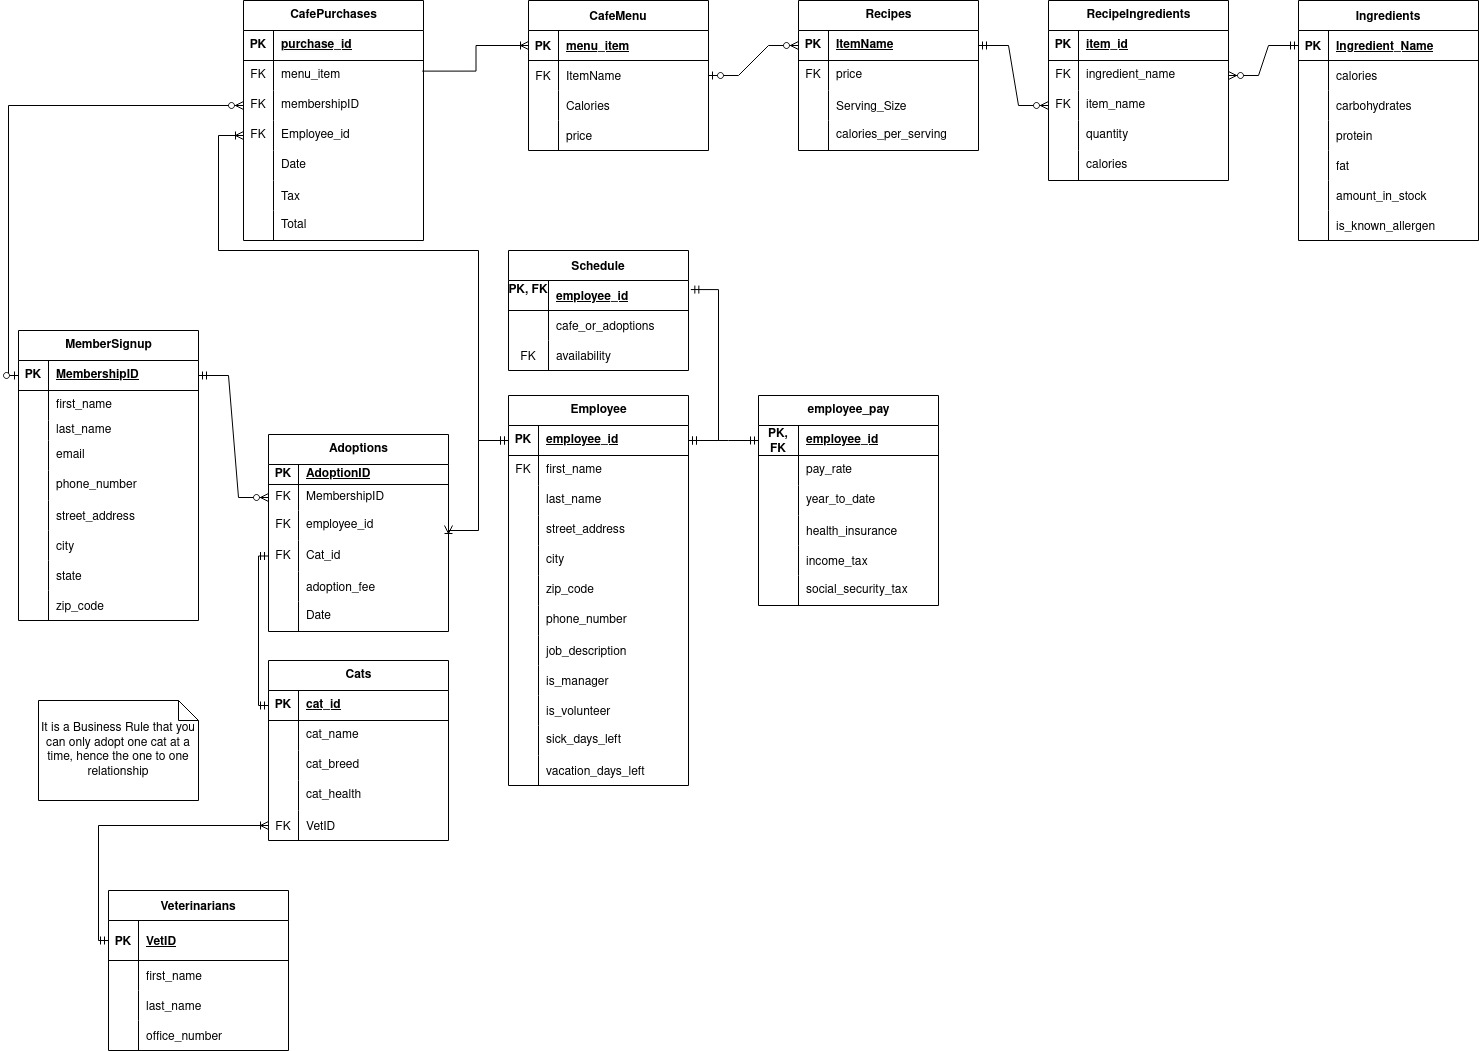 CafePurchases
PK purchase_id
FK menu_item
FK membershipID
FK Employee_id
Date
Tax
Total
CafeMenu
PK menu_item
FK ItemName
Calories
price
Recipes
PK ItemName
FK price
Serving_Size
calories_per_serving
RecipeIngredients
PK item_id
FK ingredient_name
FK item_name
quantity
calories
Ingredients
PK Ingredient_Name
calories
carbohydrates
protein
fat
amount_in_stock
is_known_allergen
Schedule
PK, FK employee_id
cafe_or_adoptions
FK availability
MemberSignup
PK MembershipID
first_name
last_name
email
phone_number
street_address
city
state
zip_code
Adoptions
PK AdoptionID
FK MembershipID
FK employee_id
FK Cat_id
adoption_fee
Date
Employee
PK employee_id
FK first_name
last_name
street_address
city
zip_code
phone_number
job_description
is_manager
is_volunteer
sick_days_left
vacation_days_left
employee_pay
PK,
FK employee_id
pay_rate
year_to_date
health_insurance
income_tax
social_security_tax
Cats
PK cat_id
cat_name
cat_breed
cat_health
FK VetID
It is a Business Rule that you
can only adopt one cat at a
time, hence the one to one
relationship
Veterinarians
PK VetID
first_name
last_name
office_number